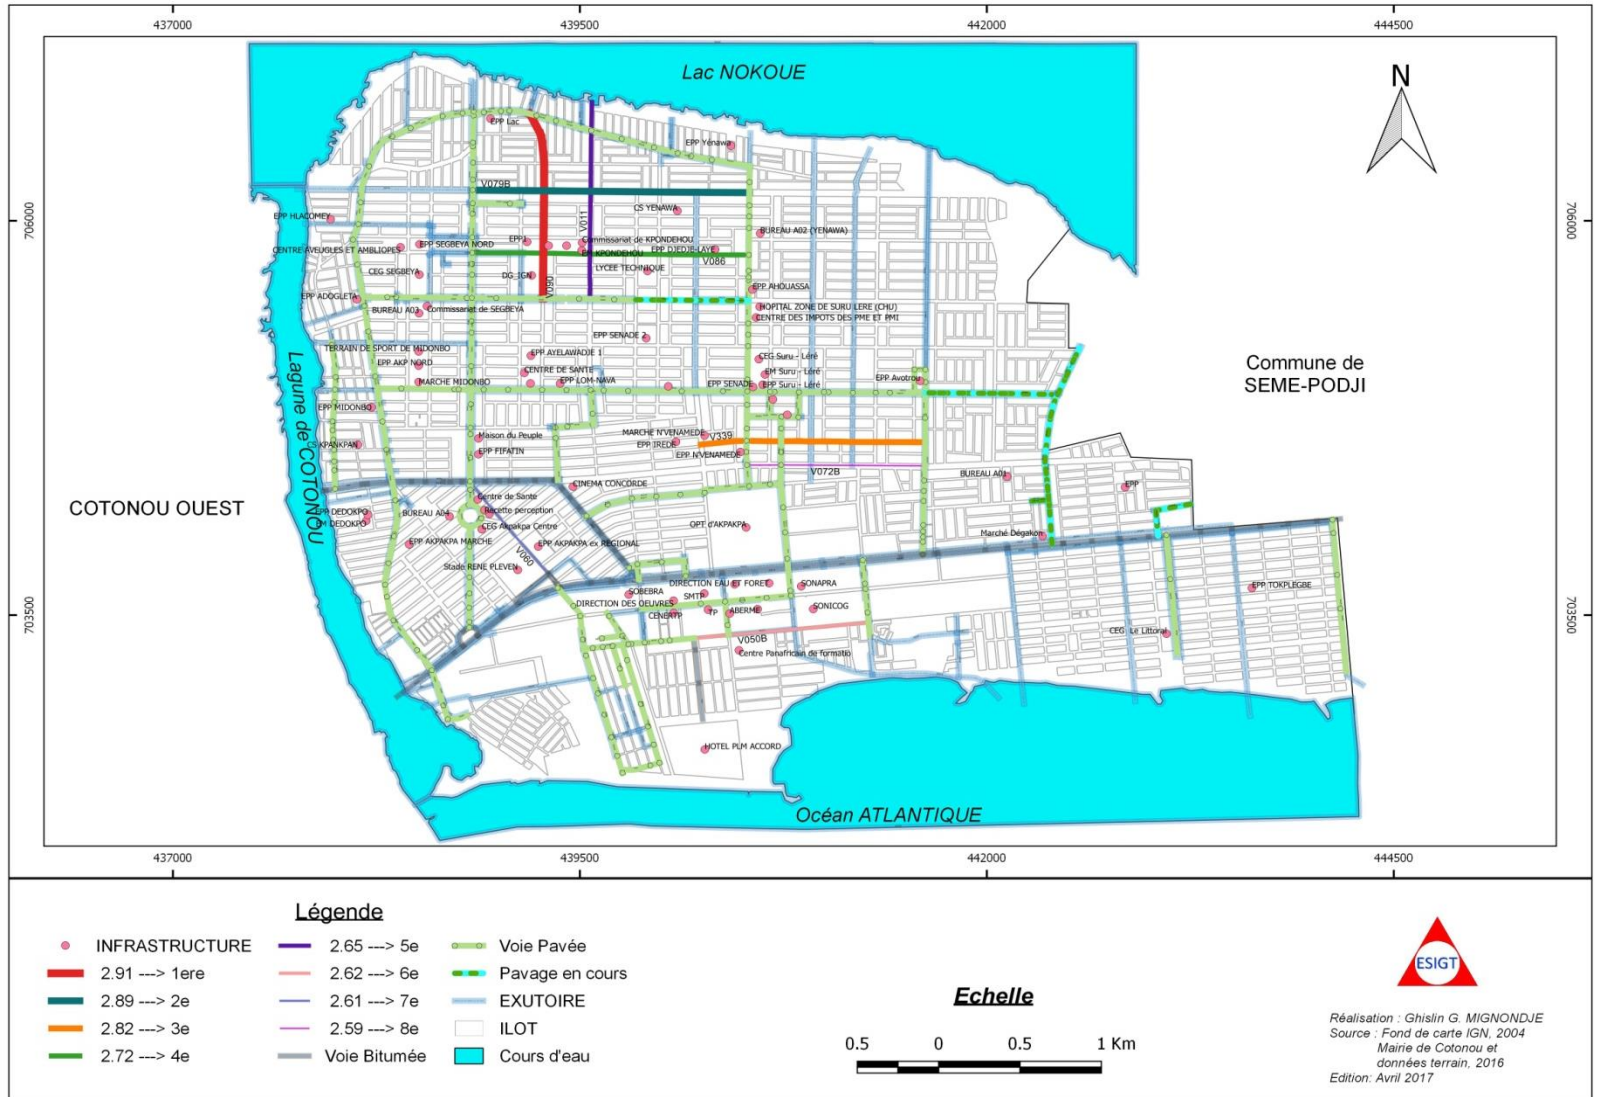 437000
439500
442000
444500
Lac NOKOUE
N
EPP Lac
EPP Yénawa
V079B
CS YENAWA
706000
706000
EPP HLACOMEY
V011
BUREAU A02 (YENAWA)
CENTRE AVEUGLES ET AMBLIOPES
EPP SEGBEYA NORD
EPP1
Commissariat de KPONDEHOU
EPP DJEDJE-LAYE
V086
CEG SEGBEYA
DG_IGN
LYCEE TECHNIQUE
V090
EPP AHOUASSA
EPP ADOGLETA
BUREAU A03
Commissariat de SEGBEYA
HOPITAL ZONE DE SURU LERE (CHU)
CENTRE DES IMPOTS DES PME ET PMI
EPP SENADE 2
TERRAIN DE SPORT DE MIDONBO
EPP AYELAWADJE 1
CEG Suru - Léré
EPP AKP NORD
CENTRE DE SANTE
EM Suru - Léré
Commune de
SEME-PODJI
MARCHE MIDONBO
EPP LOM-NAVA
EPP SENADE
EPP Suru - Léré
EPP Avotrou
Lagune de COTONOU
EPP MIDONBO
Maison du Peuple
MARCHE N'VENAMEDE
V339
CS KPANKPAN
EPP IREDE
EPP FIFATIN
EPP N'VENAMEDE
V072B
BUREAU A01
CINEMA CONCORDE
EPP
COTONOU OUEST
Centre de Sante
EPP DEDOKPO
BUREAU A04
Recette perception
EM DEDOKPO
CEG Akpakpa Centre
OPT d'AKPAKPA
Marché Dégakon
EPP AKPAKPA MARCHE
EPP AKPAKPA ex REGIONAL
V060
Stade RENE PLEVEN
DIRECTION EAU ET FORET
SONAPRA
EPP TOKPLEGBE
SOBEBRA
SMTP
DIRECTION DES OEUVRES
CENERTP
TP
ABERME
SONICOG
703500
703500
CEG Le Littoral
V050B
Centre Panafricain de formatio
HOTEL PLM ACCORD
Océan ATLANTIQUE
437000
439500
442000
444500
Légende
INFRASTRUCTURE
2.91 ---> 1ere
2.89 ---> 2e
2.82 ---> 3e
2.72 ---> 4e
2.65 ---> 5e
2.62 ---> 6e
2.61 ---> 7e
2.59 ---> 8e
Voie Bitumée
Voie Pavée
Pavage en cours
EXUTOIRE
ILOT
Cours d'eau
Echelle
0.5 0 0.5 1 Km
ESIGT
Réalisation : Ghislin G. MIGNONDJE
Source : Fond de carte IGN, 2004
Mairie de Cotonou et
données terrain, 2016
Edition: Avril 2017